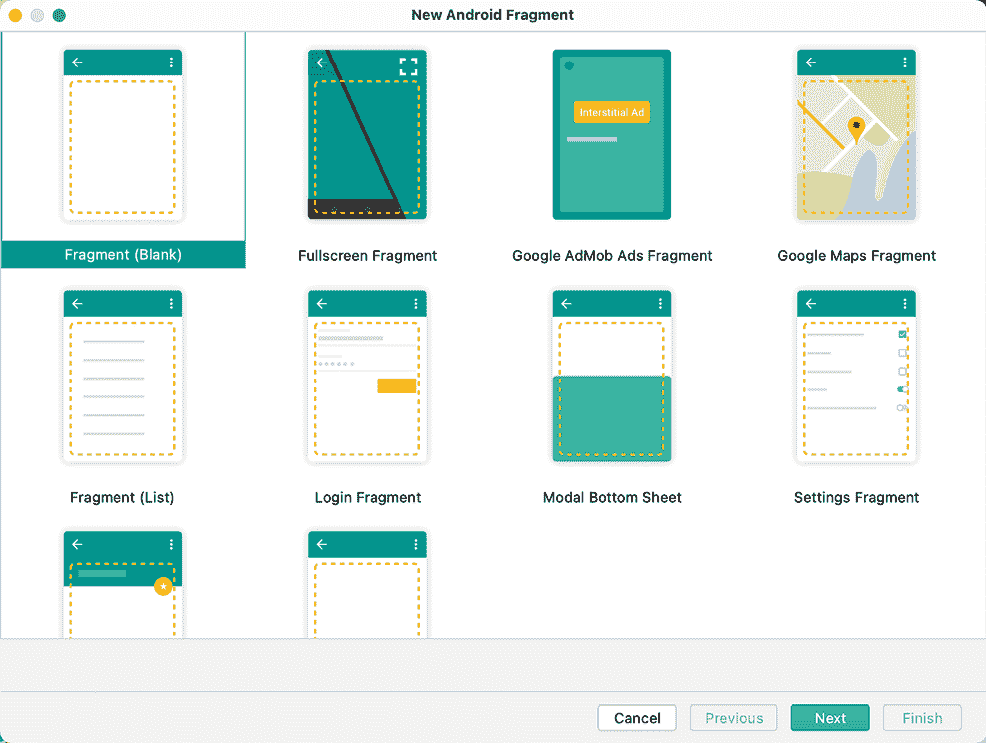 New Android Fragment
Interstitial Ad
Fragment (Blank)
Fullscreen Fragment
Google AdMob Ads Fragment
Google Maps Fragment
Fragment (List)
Login Fragment
Modal Bottom Sheet
Settings Fragment
Cancel
Previous
Next
Finish